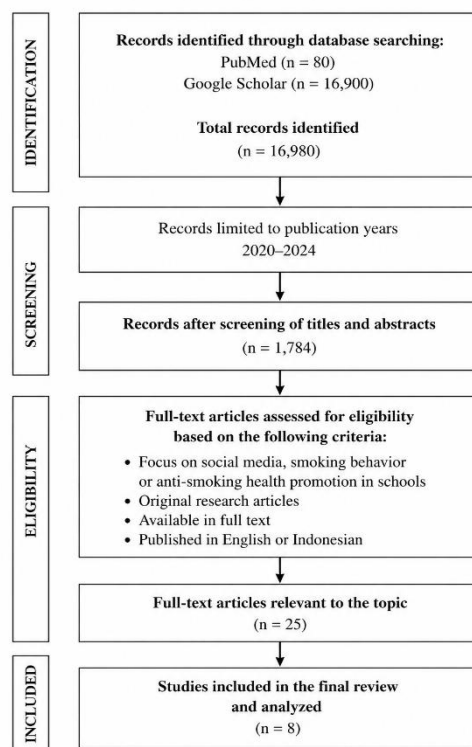 IDENTIFICATION
Records identified through database searching:
PubMed (n = 80)
Google Scholar (n = 16,900)
Total records identified
(n = 16,980)
SCREENING
Records limited to publication years
2020–2024
Records after screening of titles and abstracts
(n = 1,784)
ELIGIBILITY
Full-text articles assessed for eligibility
based on the following criteria:
• Focus on social media, smoking behavior
or anti-smoking health promotion in schools
• Original research articles
• Available in full text
• Published in English or Indonesian
Full-text articles relevant to the topic
(n = 25)
INCLUDED
Studies included in the final review
and analyzed
(n = 8)